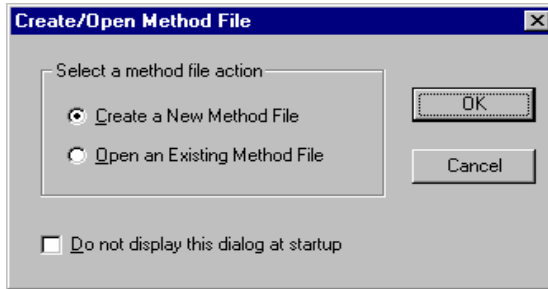 Create/Open Method File
Select a method file action
Create a New Method File
OK
Open an Existing Method File
Cancel
Do not display this dialog at startup